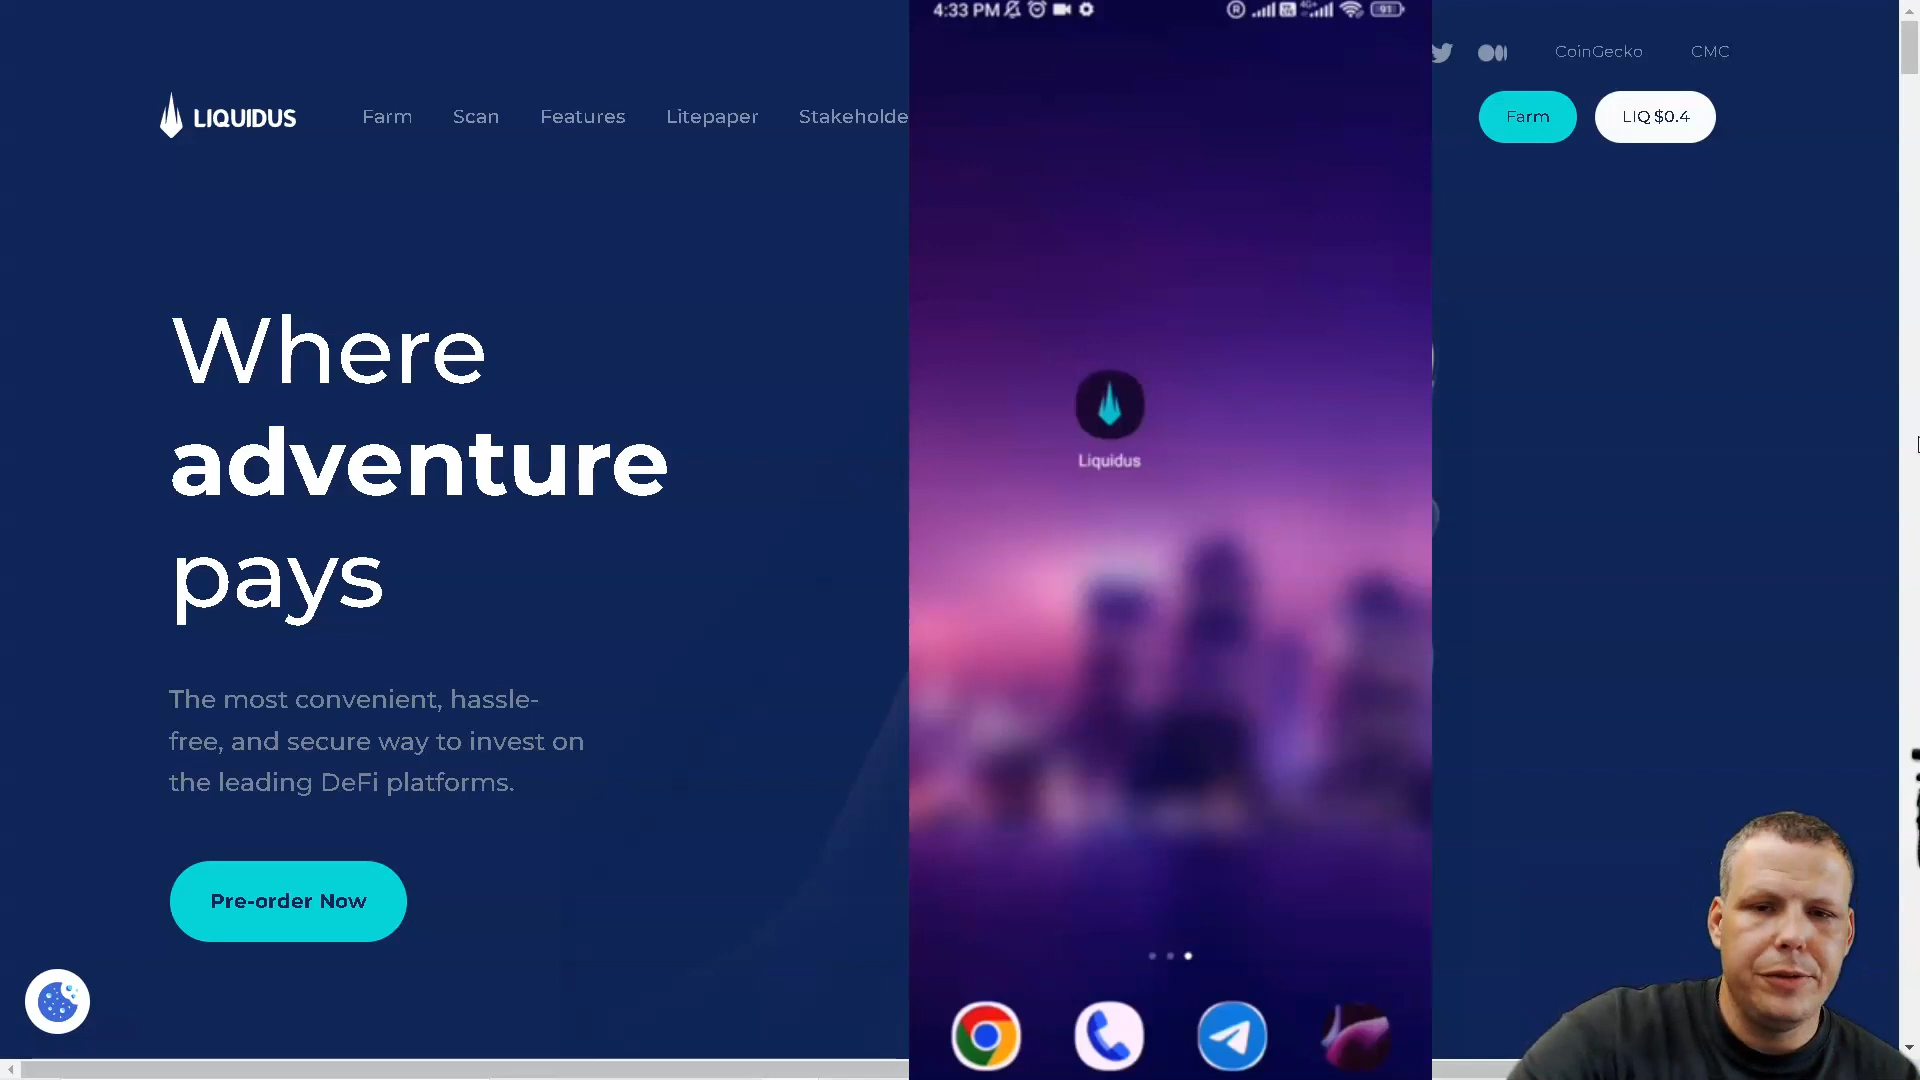 4:33 PM
91
CoinGecko
CMC
LIQUIDUS
Farm
Scan
Features
Litepaper
Stakeholde
Farm
LIQ $0.4
Where
adventure
pays
Liquidus
The most convenient, hassle-
free, and secure way to invest on
the leading DeFi platforms.
Pre-order Now